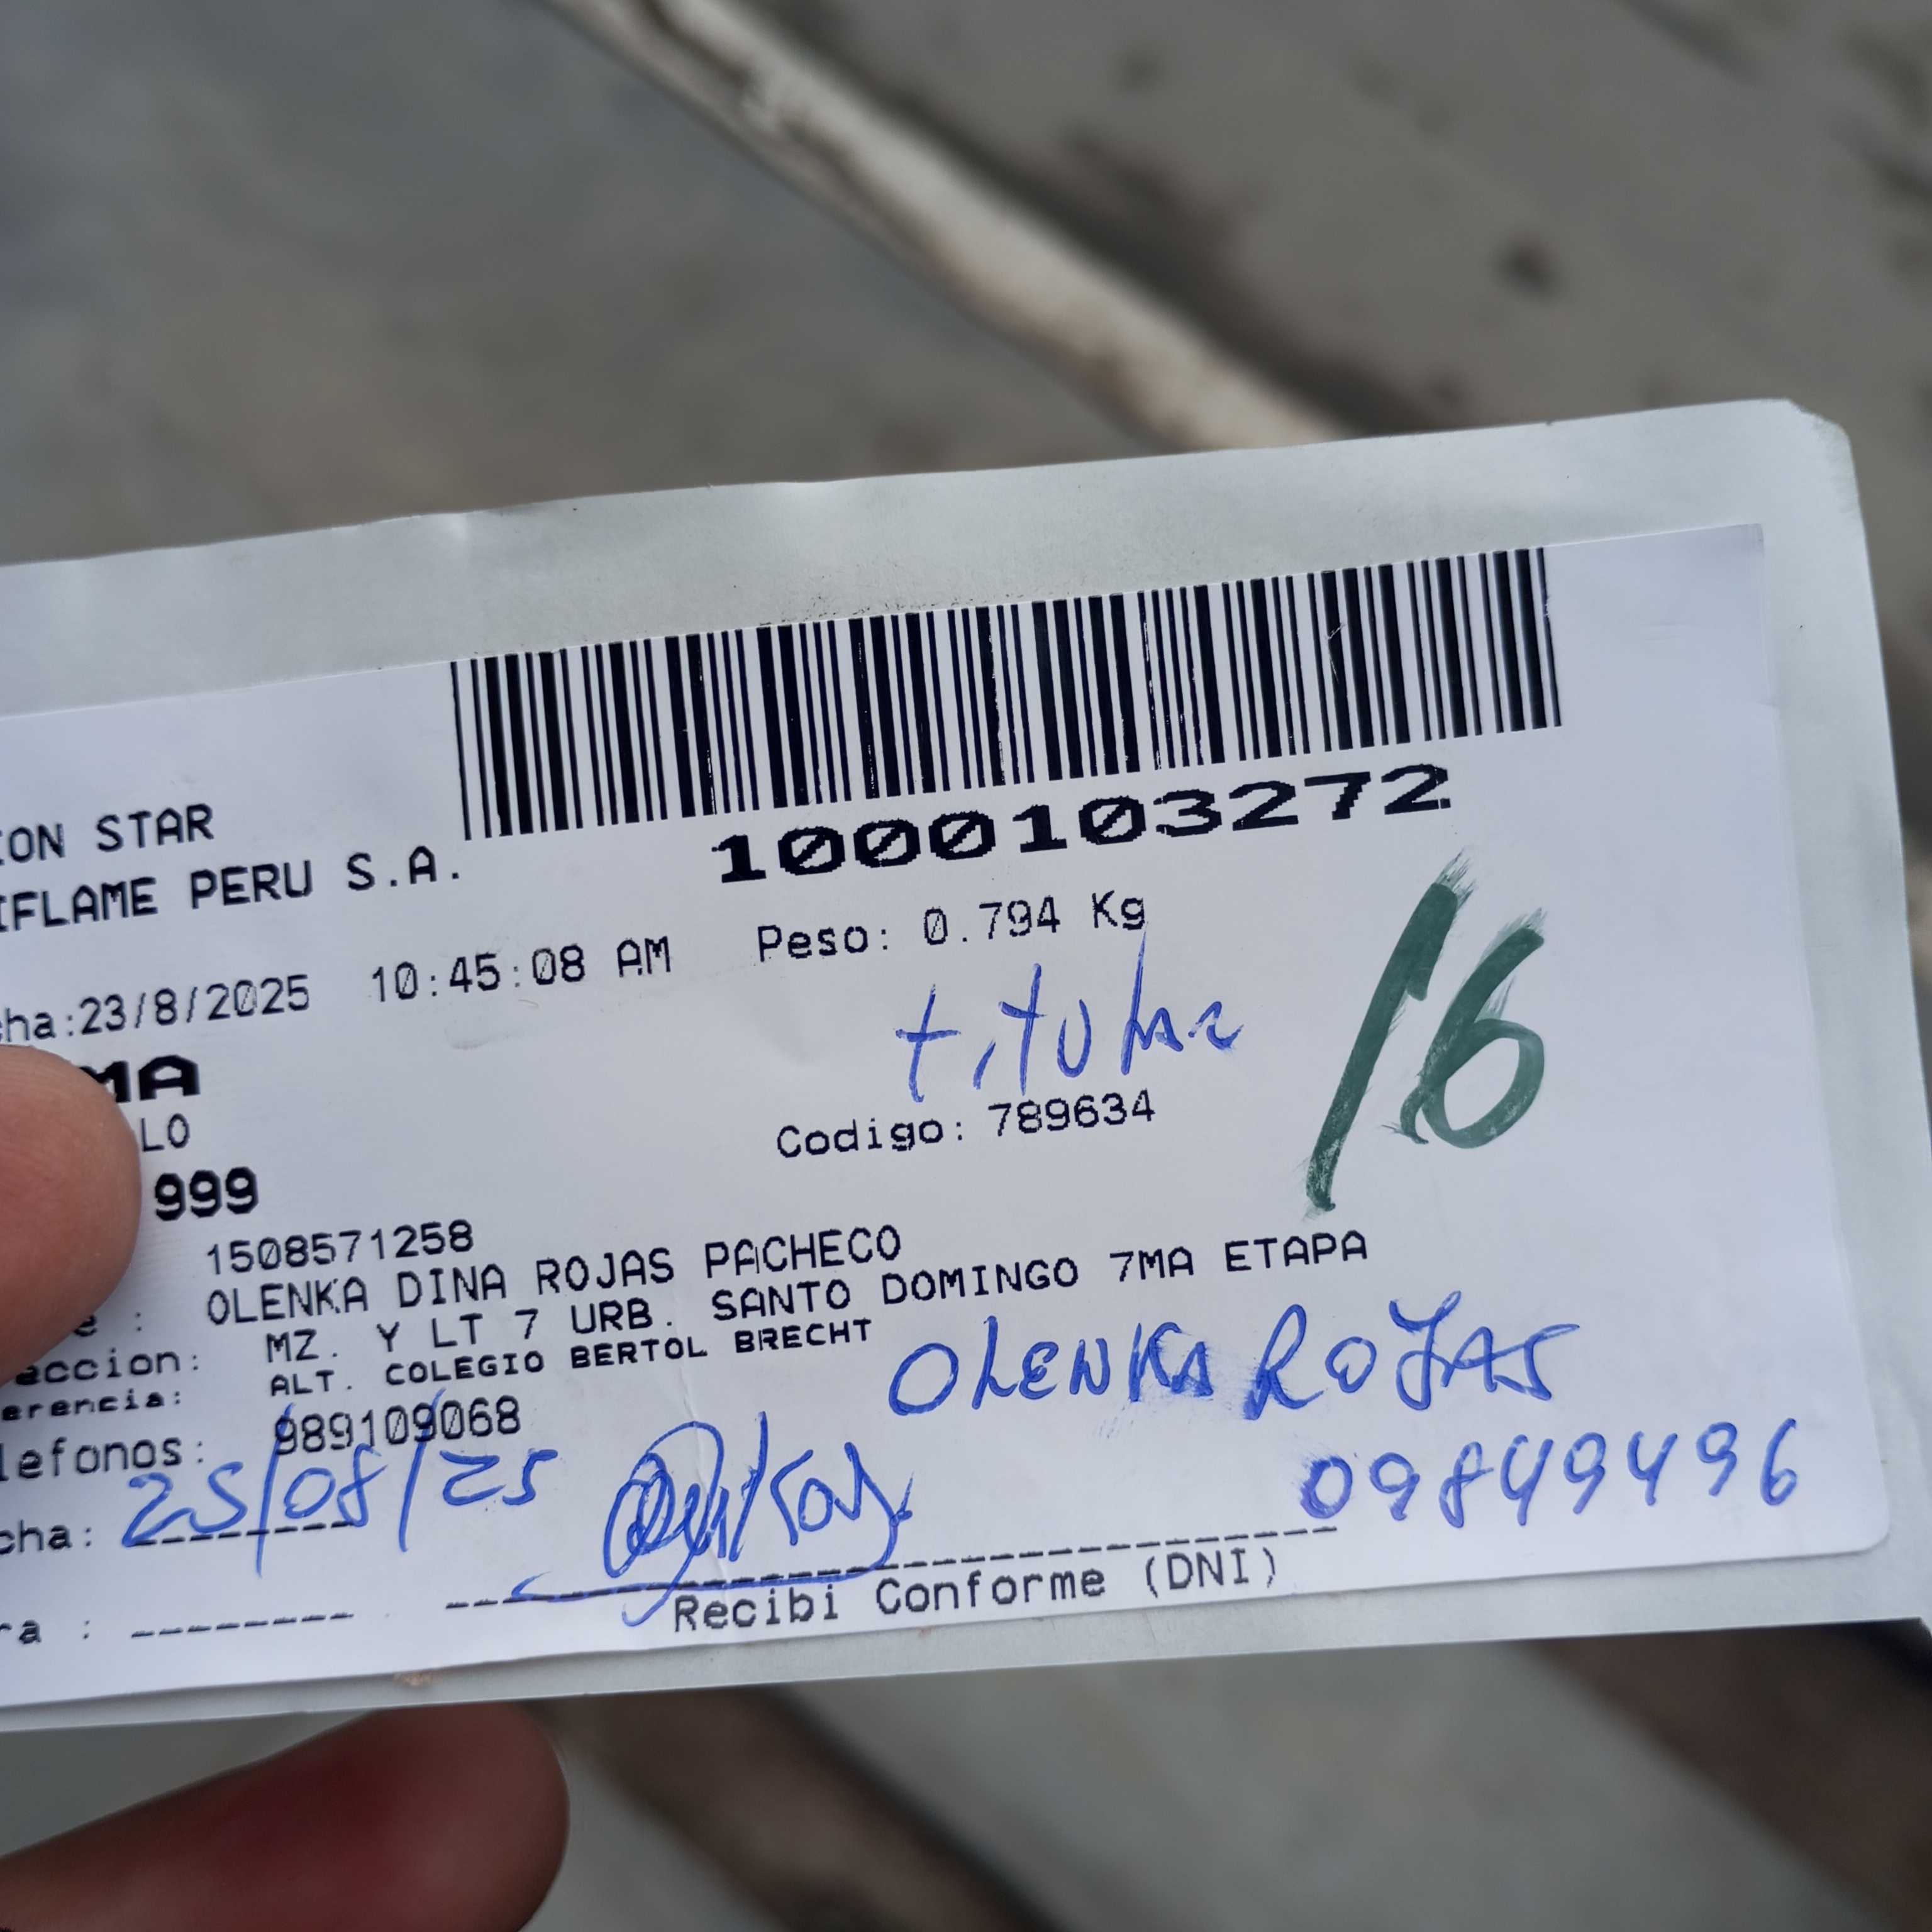 ION STAR
IFLAME PERU S.A.
1000103272
cha:23/8/2025 10:45:08 AM Peso: 0.794 Kg
MA
titular
16
LO
Codigo: 789634
999
1508571258
e : OLENKA DINA ROJAS PACHECO
eccion: MZ. Y LT 7 URB. SANTO DOMINGO 7MA ETAPA
erencia: ALT. COLEGIO BERTOL BRECHT
OLENKA ROJAS
lefonos: 989109068
09849496
cha: 25/08/25
ra :
Recibi Conforme (DNI)